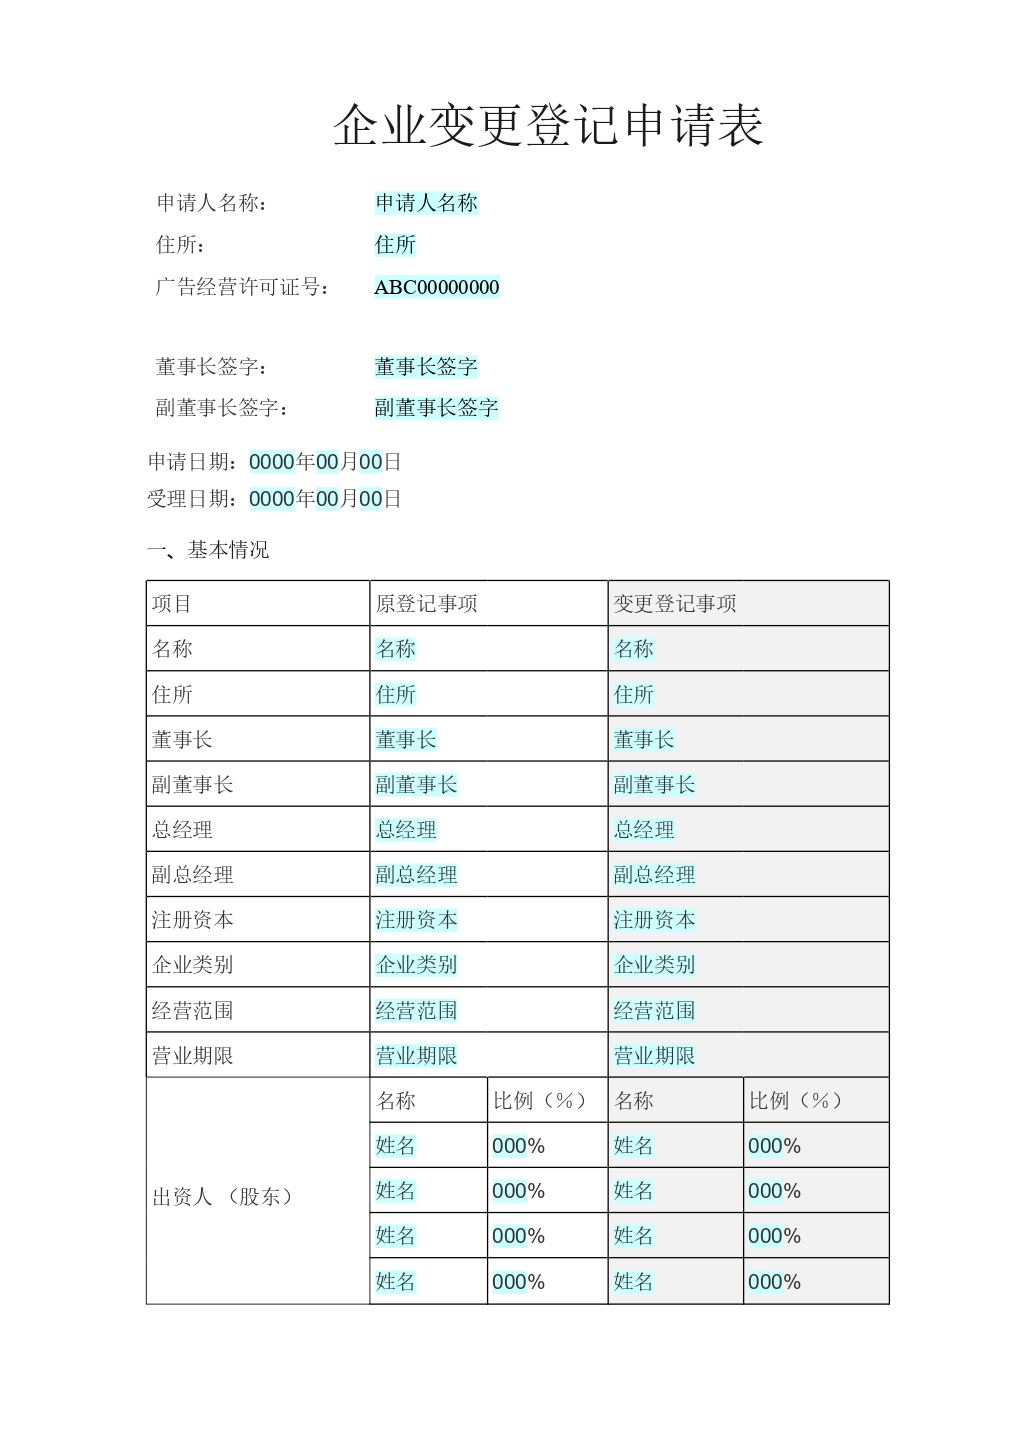 企业变更登记申请表
申请人名称： 申请人名称
住所： 住所
广告经营许可证号： ABC00000000
董事长签字： 董事长签字
副董事长签字： 副董事长签字
申请日期：0000年00月00日
受理日期：0000年00月00日
一、基本情况
项目 原登记事项 变更登记事项
名称 名称 名称
住所 住所 住所
董事长 董事长 董事长
副董事长 副董事长 副董事长
总经理 总经理 总经理
副总经理 副总经理 副总经理
注册资本 注册资本 注册资本
企业类别 企业类别 企业类别
经营范围 经营范围 经营范围
营业期限 营业期限 营业期限
名称 比例（%） 名称 比例（%）
姓名 000% 姓名 000%
姓名 000% 姓名 000%
出资人 （股东）
姓名 000% 姓名 000%
姓名 000% 姓名 000%